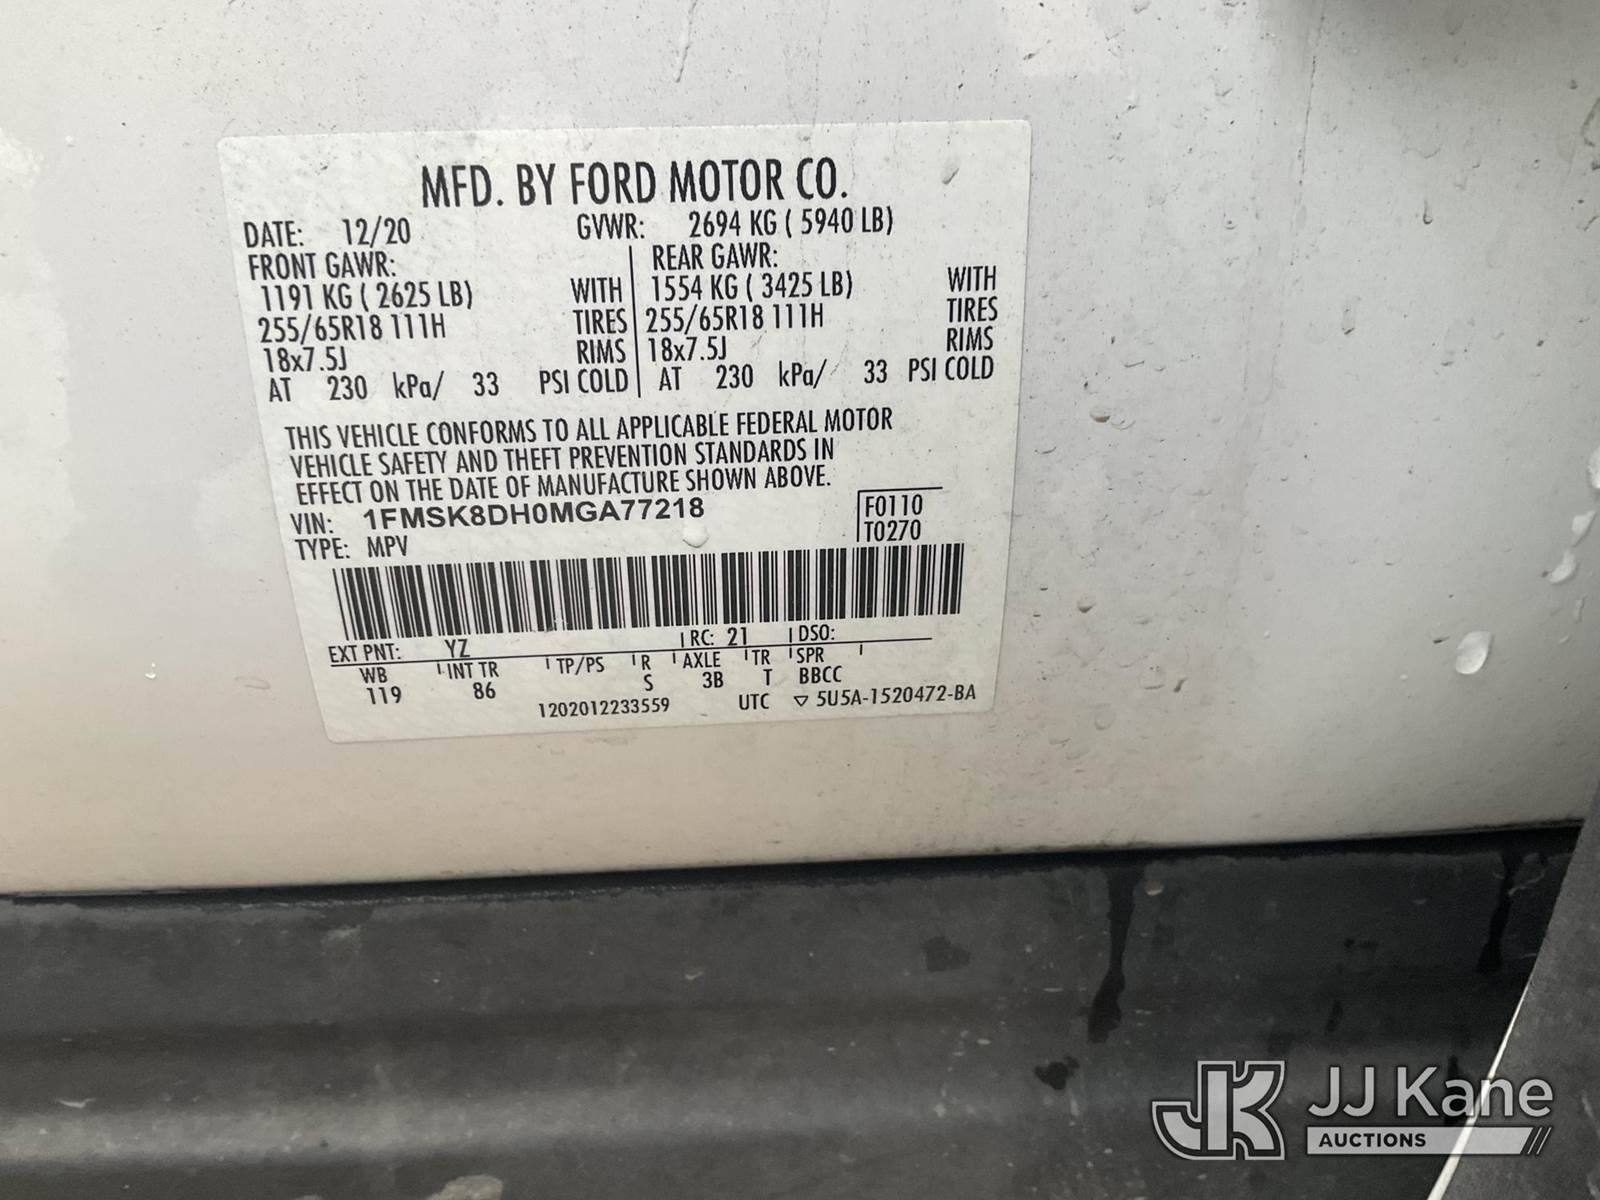 MFD. BY FORD MOTOR CO.
DATE: 12/20 GVWR: 2694 KG ( 5940 LB)
FRONT GAWR: REAR GAWR:
1191 KG ( 2625 LB) WITH 1554 KG ( 3425 LB) WITH
255/65R18 111H TIRES 255/65R18 111H TIRES
18x7.5J RIMS 18x7.5J RIMS
AT 230 kPa/ 33 PSI COLD AT 230 kPa/ 33 PSI COLD
THIS VEHICLE CONFORMS TO ALL APPLICABLE FEDERAL MOTOR
VEHICLE SAFETY AND THEFT PREVENTION STANDARDS IN
EFFECT ON THE DATE OF MANUFACTURE SHOWN ABOVE.
VIN: 1FMSK8DH0MGA77218 F0110
TYPE: MPV T0270
EXT PNT: YZ RC: 21 DSO:
WB INT TR TP/PS R AXLE TR SPR
119 86 S 3B T BBCC
1202012233559 UTC ▽ 5U5A-1520472-BA
JK JJ Kane
AUCTIONS